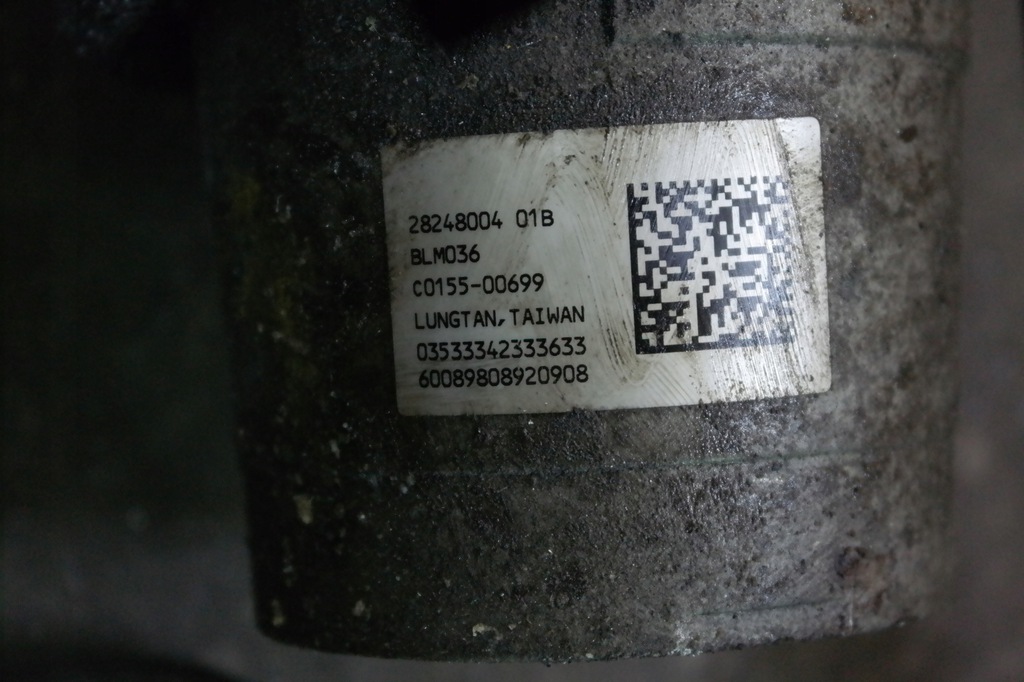 28248004 01B
BLM036
C0155-00699
LUNGTAN,TAIWAN
03533342333633
60089808920908